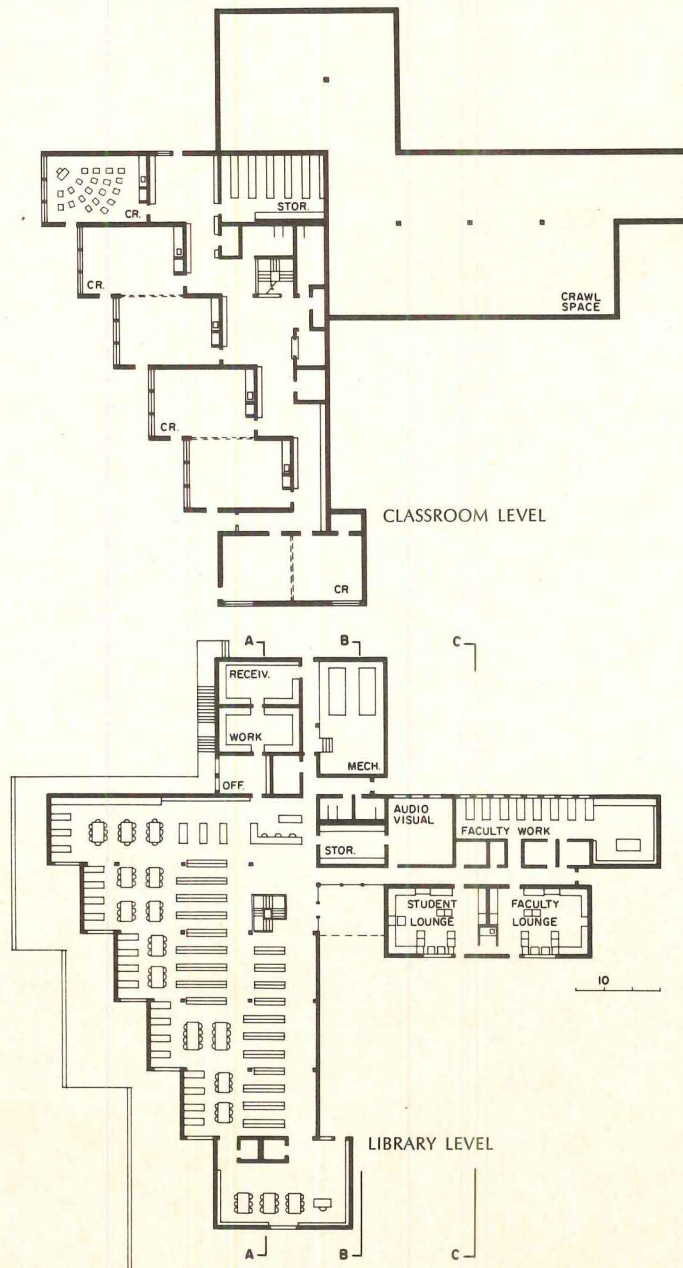 STOR.
CR.
CR.
CRAWL
SPACE
CR.
CLASSROOM LEVEL
CR
A B C
RECEIV.
WORK
MECH.
OFF.
AUDIO
VISUAL
FACULTY WORK
STOR.
STUDENT
LOUNGE
FACULTY
LOUNGE
10
LIBRARY LEVEL
A B C